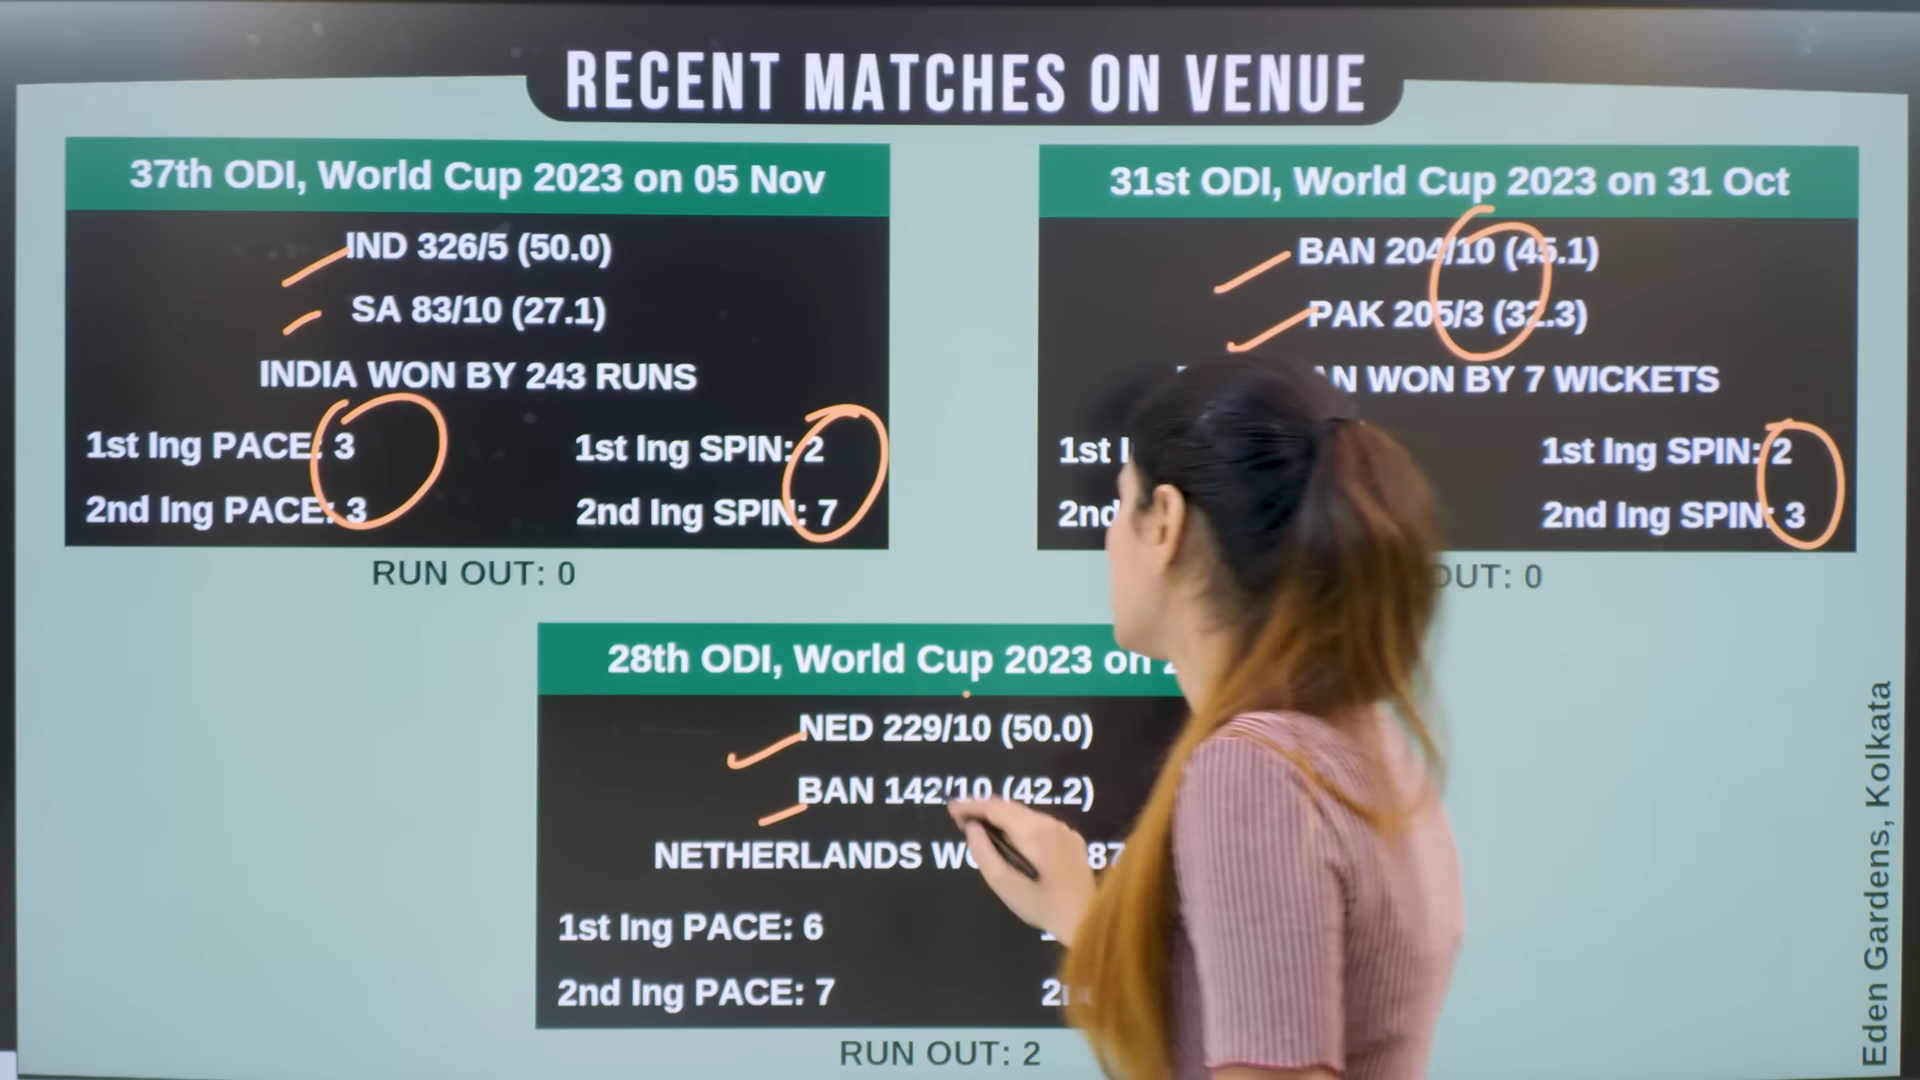 RECENT MATCHES ON VENUE
37th ODI, World Cup 2023 on 05 Nov
IND 326/5 (50.0)
SA 83/10 (27.1)
INDIA WON BY 243 RUNS
1st Ing PACE: 3
1st Ing SPIN: 2
2nd Ing PACE: 3
2nd Ing SPIN: 7
RUN OUT: 0
31st ODI, World Cup 2023 on 31 Oct
BAN 204/10 (45.1)
PAK 205/3 (32.3)
WON BY 7 WICKETS
1st
1st Ing SPIN: 2
2nd
2nd Ing SPIN: 3
OUT: 0
28th ODI, World Cup 2023 on
NED 229/10 (50.0)
BAN 142/10 (42.2)
NETHERLANDS 87
1st Ing PACE: 6
2nd Ing PACE: 7
RUN OUT: 2
Eden Gardens, Kolkata